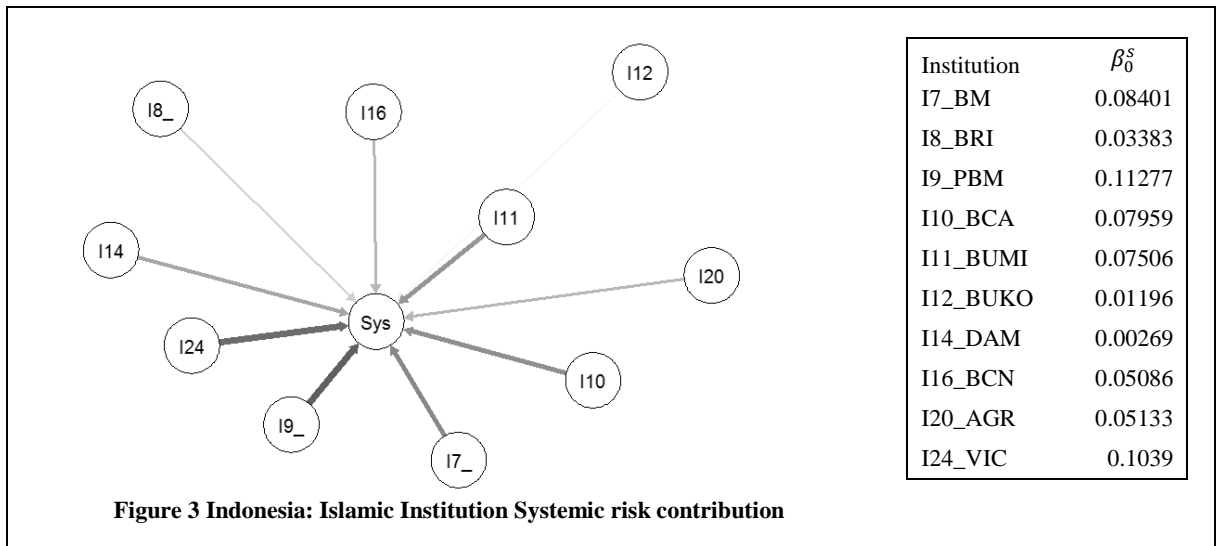 I12
I8_
I16
I11
I14
I20
Sys
I24
I10
I9_
I7_
Figure 3 Indonesia: Islamic Institution Systemic risk contribution
Institution β₀ˢ
I7_BM 0.08401
I8_BRI 0.03383
I9_PBM 0.11277
I10_BCA 0.07959
I11_BUMI 0.07506
I12_BUKO 0.01196
I14_DAM 0.00269
I16_BCN 0.05086
I20_AGR 0.05133
I24_VIC 0.1039